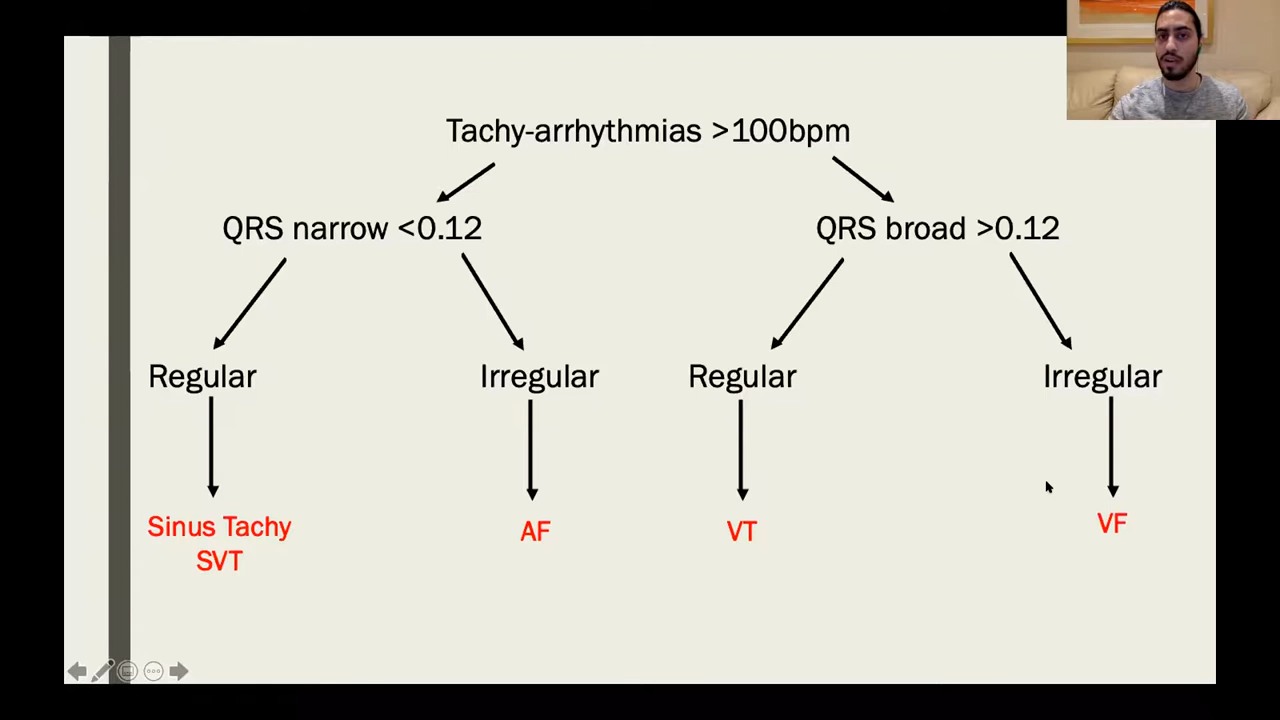 Tachy-arrhythmias >100bpm
QRS narrow <0.12
QRS broad >0.12
Regular
Irregular
Regular
Irregular
Sinus Tachy
SVT
AF
VT
VF